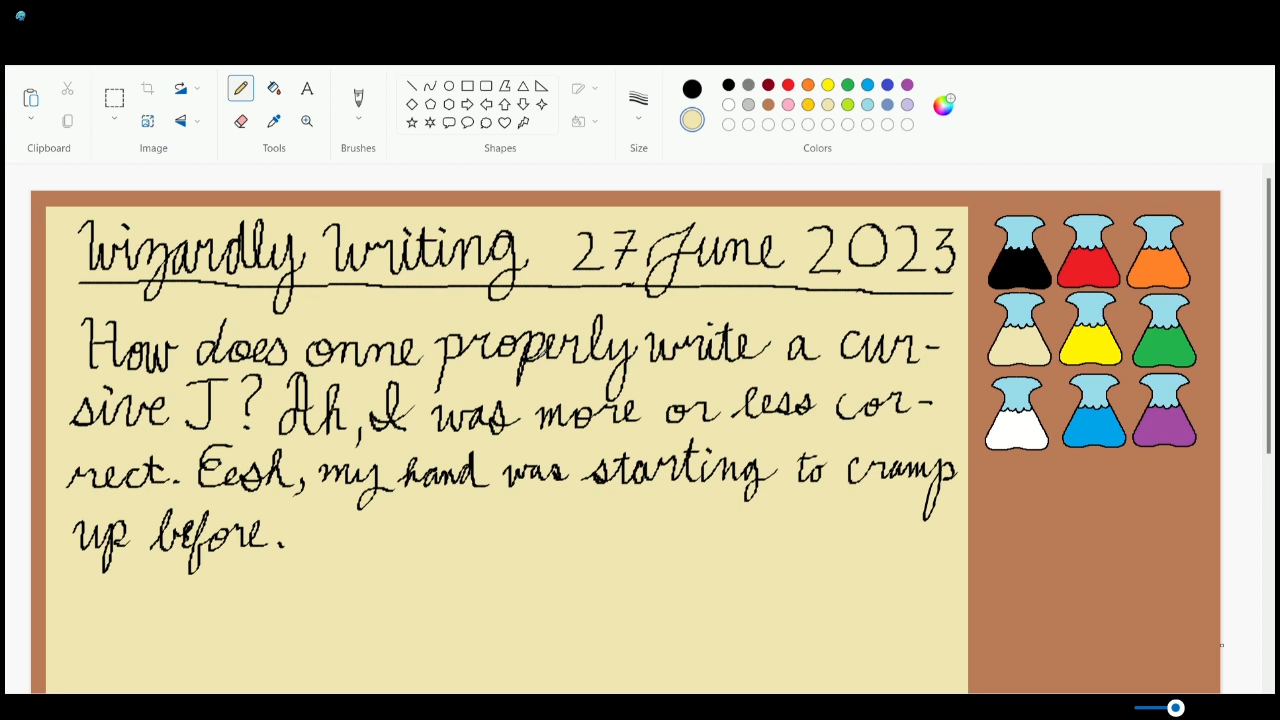 Clipboard
Image
Tools
Brushes
Shapes
Size
Colors
Wizardly Writing 27 June 2023
How does onne properly write a cur-
sive J? Ah, I was more or less cor-
rect. Eesh, my hand was starting to cramp
up before.